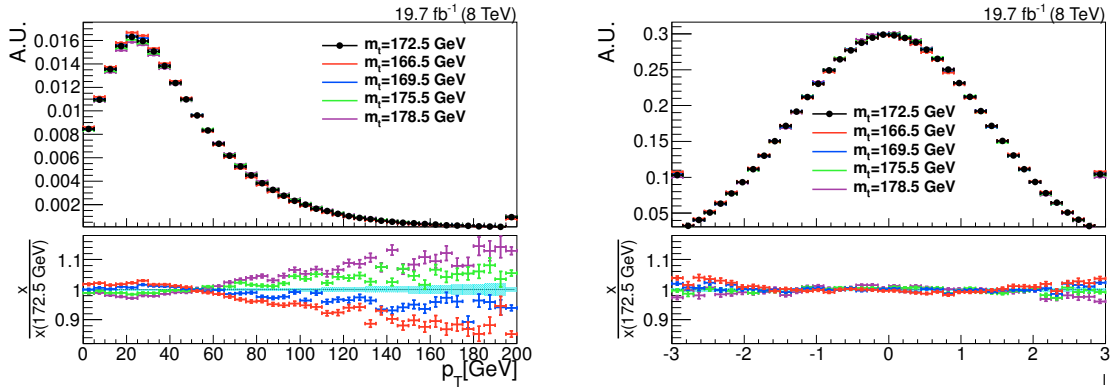 19.7 fb⁻¹ (8 TeV)
A.U.
0.016
0.014
0.012
0.01
0.008
0.006
0.004
0.002
mₜ=172.5 GeV
mₜ=166.5 GeV
mₜ=169.5 GeV
mₜ=175.5 GeV
mₜ=178.5 GeV
x
x(172.5 GeV)
1.1
1
0.9
0 20 40 60 80 100 120 140 160 180 200
p_T[GeV]
19.7 fb⁻¹ (8 TeV)
A.U.
0.3
0.25
0.2
0.15
0.1
0.05
mₜ=172.5 GeV
mₜ=166.5 GeV
mₜ=169.5 GeV
mₜ=175.5 GeV
mₜ=178.5 GeV
x
x(172.5 GeV)
1.1
1
0.9
-3 -2 -1 0 1 2 3